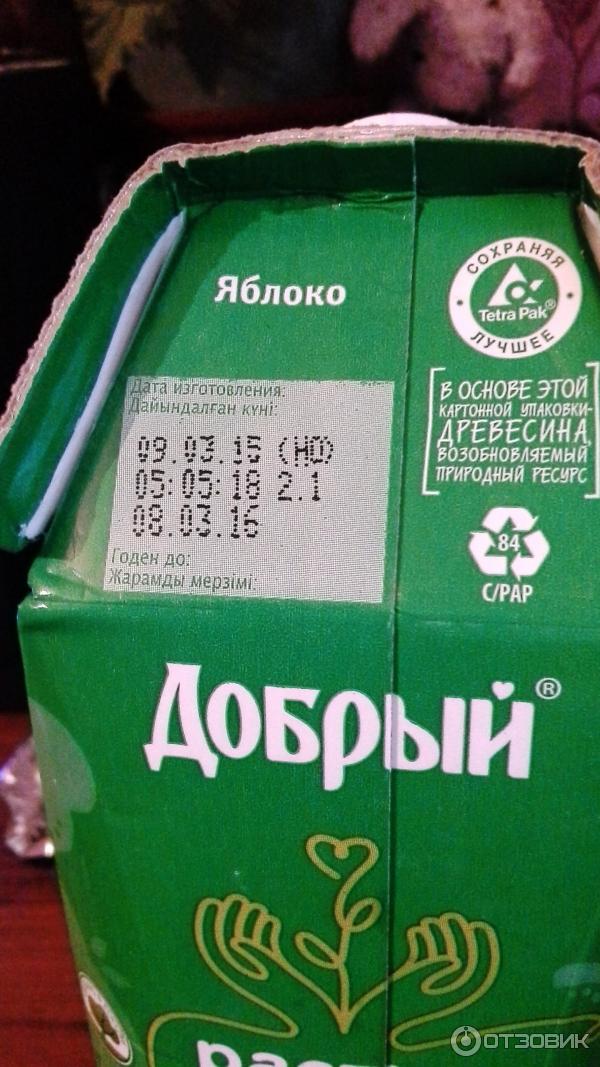 Яблоко
СОХРАНЯЯ
Tetra Pak®
ЛУЧШЕЕ
Дата изготовления:
Дайындалған күні:
09.03.15 (НО)
05:05:18 2.1
08.03.16
Годен до:
Жарамды мерзімі:
В ОСНОВЕ ЭТОЙ
КАРТОННОЙ УПАКОВКИ-
ДРЕВЕСИНА,
ВОЗОБНОВЛЯЕМЫЙ
ПРИРОДНЫЙ РЕСУРС
84
C/PAP
Добрый®
ОТЗОВИК